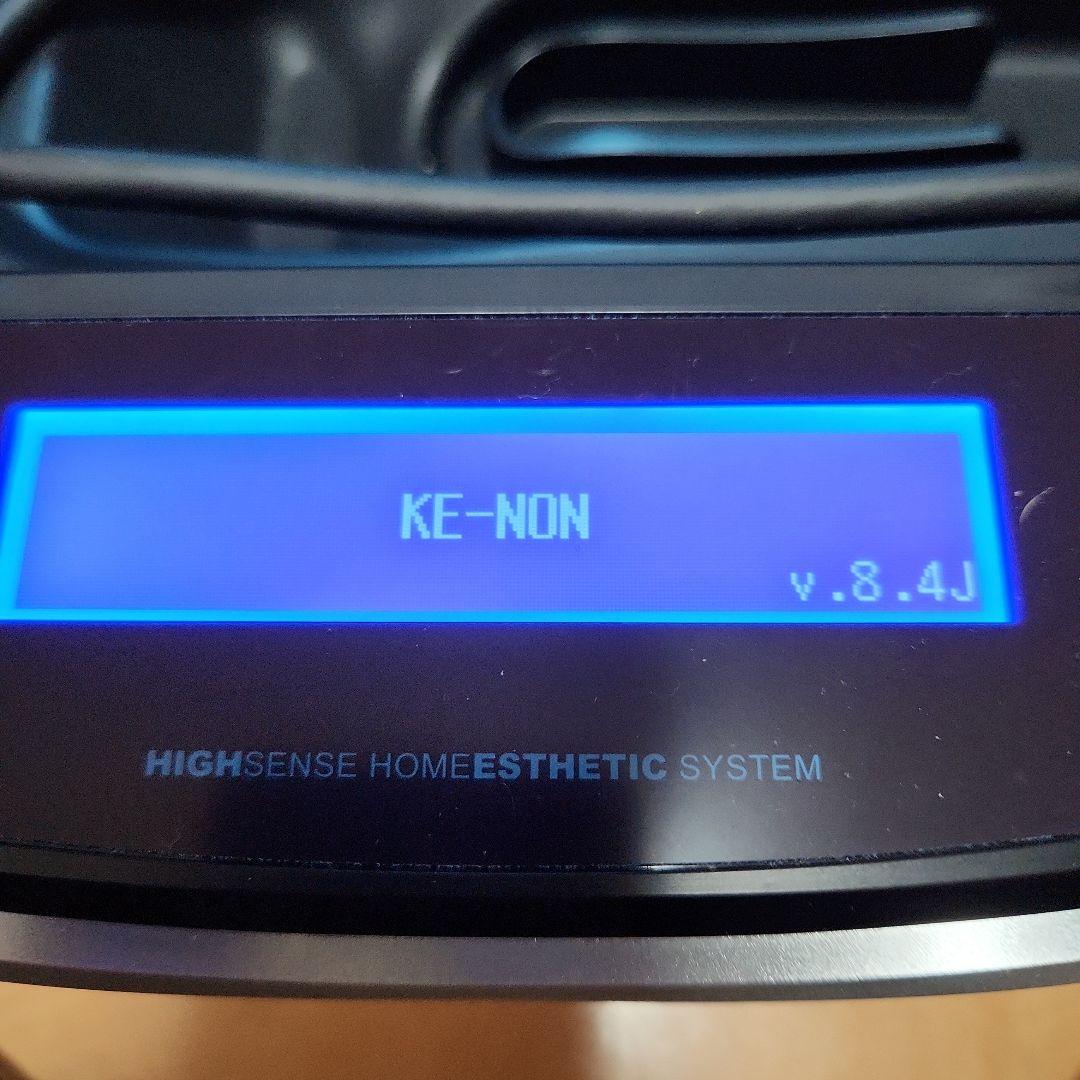 KE-NON
v.8.4J
HIGHSENSE HOMEESTHETIC SYSTEM